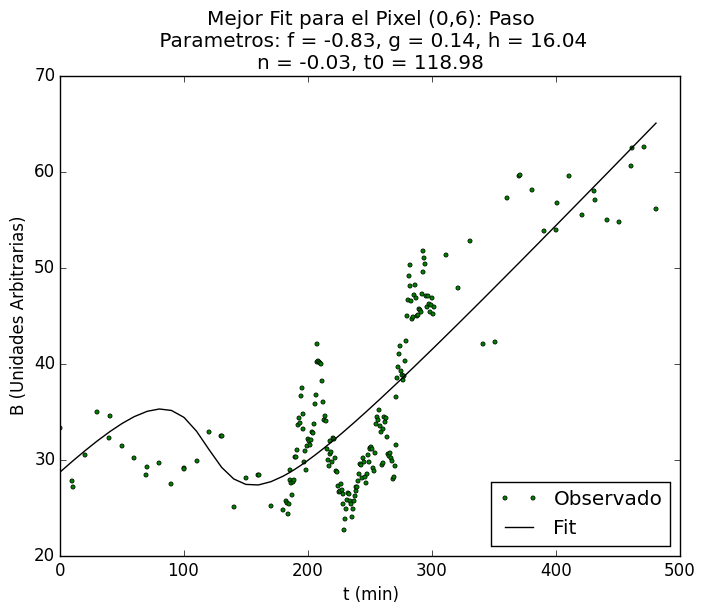 Mejor Fit para el Pixel (0,6): Paso
Parametros: f = -0.83, g = 0.14, h = 16.04
n = -0.03, t0 = 118.98
70
60
50
40
30
20
B (Unidades Arbitrarias)
Observado
Fit
0 100 200 300 400 500
t (min)